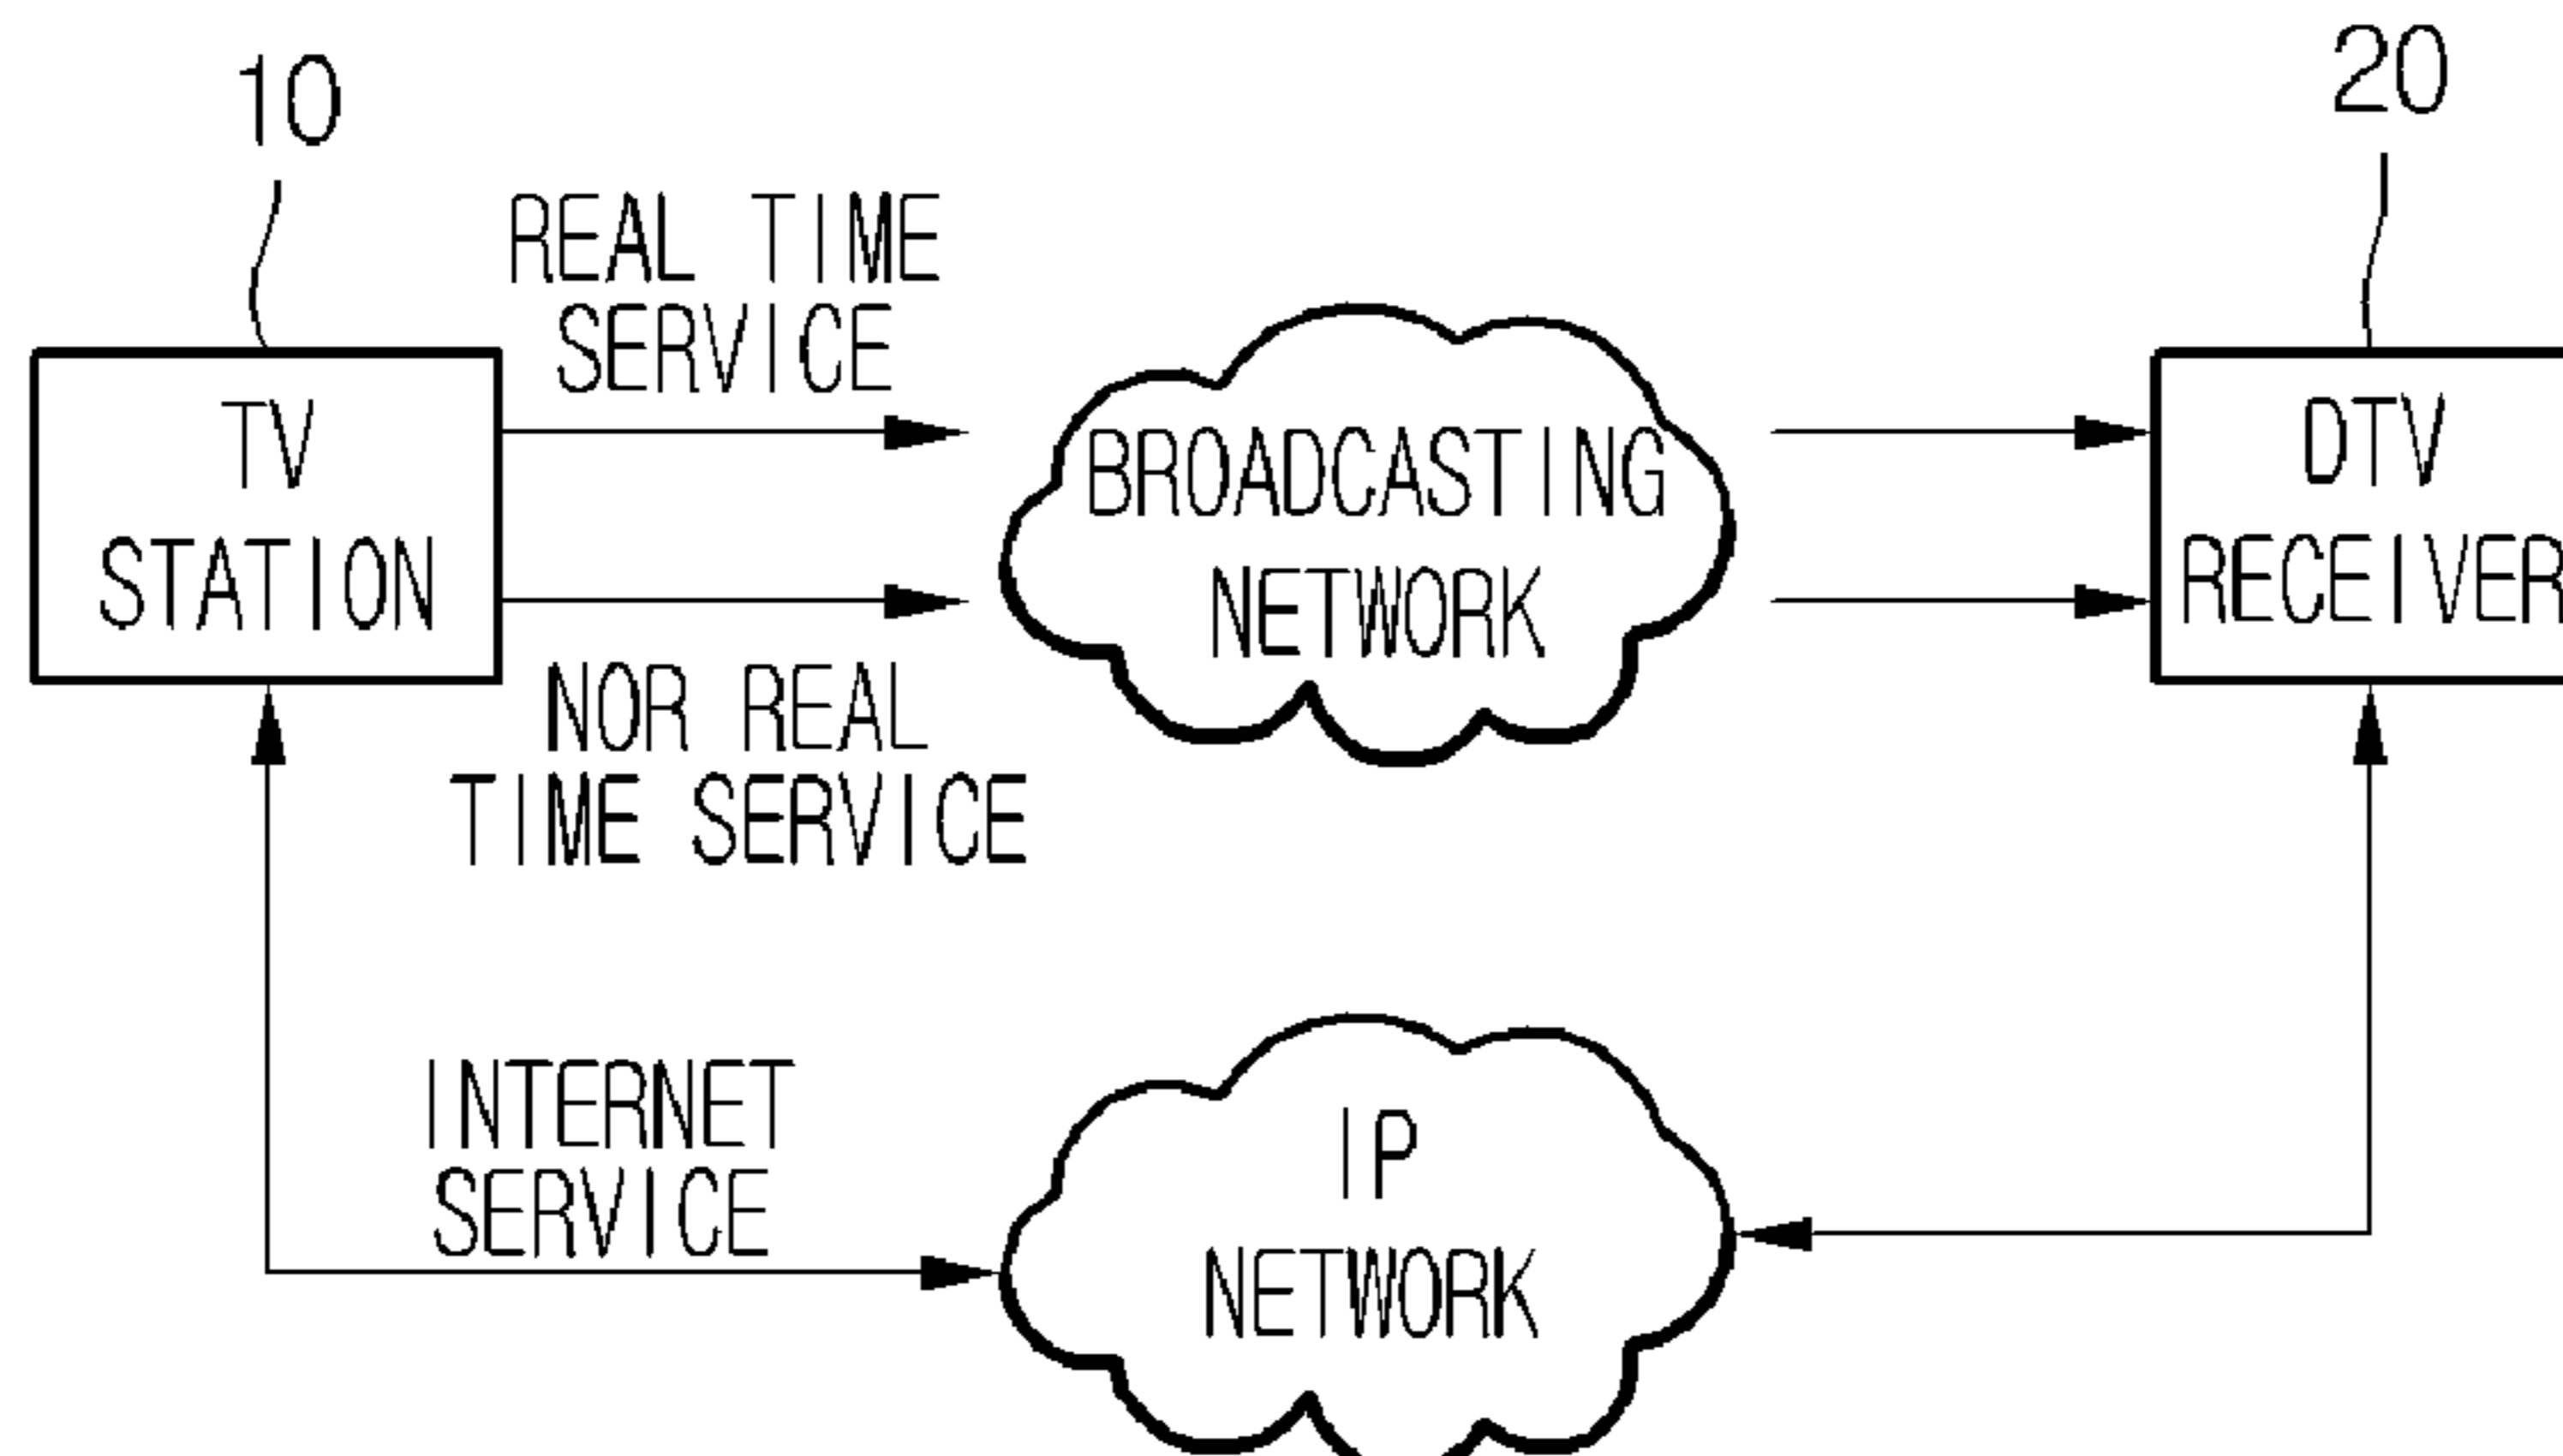 10
20
REAL TIME
SERVICE
TV
STATION
BROADCASTING
NETWORK
DTV
RECEIVER
NOR REAL
TIME SERVICE
INTERNET
SERVICE
IP
NETWORK